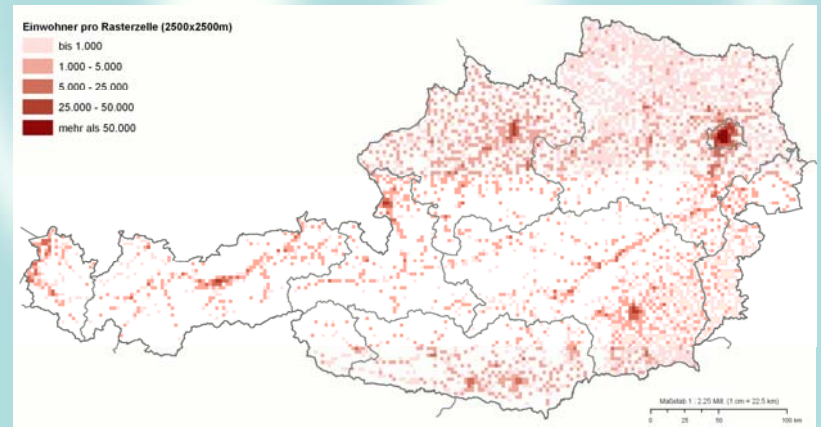 Einwohner pro Rasterzelle (2500x2500m)
bis 1.000
1.000 - 5.000
5.000 - 25.000
25.000 - 50.000
mehr als 50.000
Maßstab 1 : 2.25 Mill. (1 cm = 22.5 km)
0 25 50 100 km